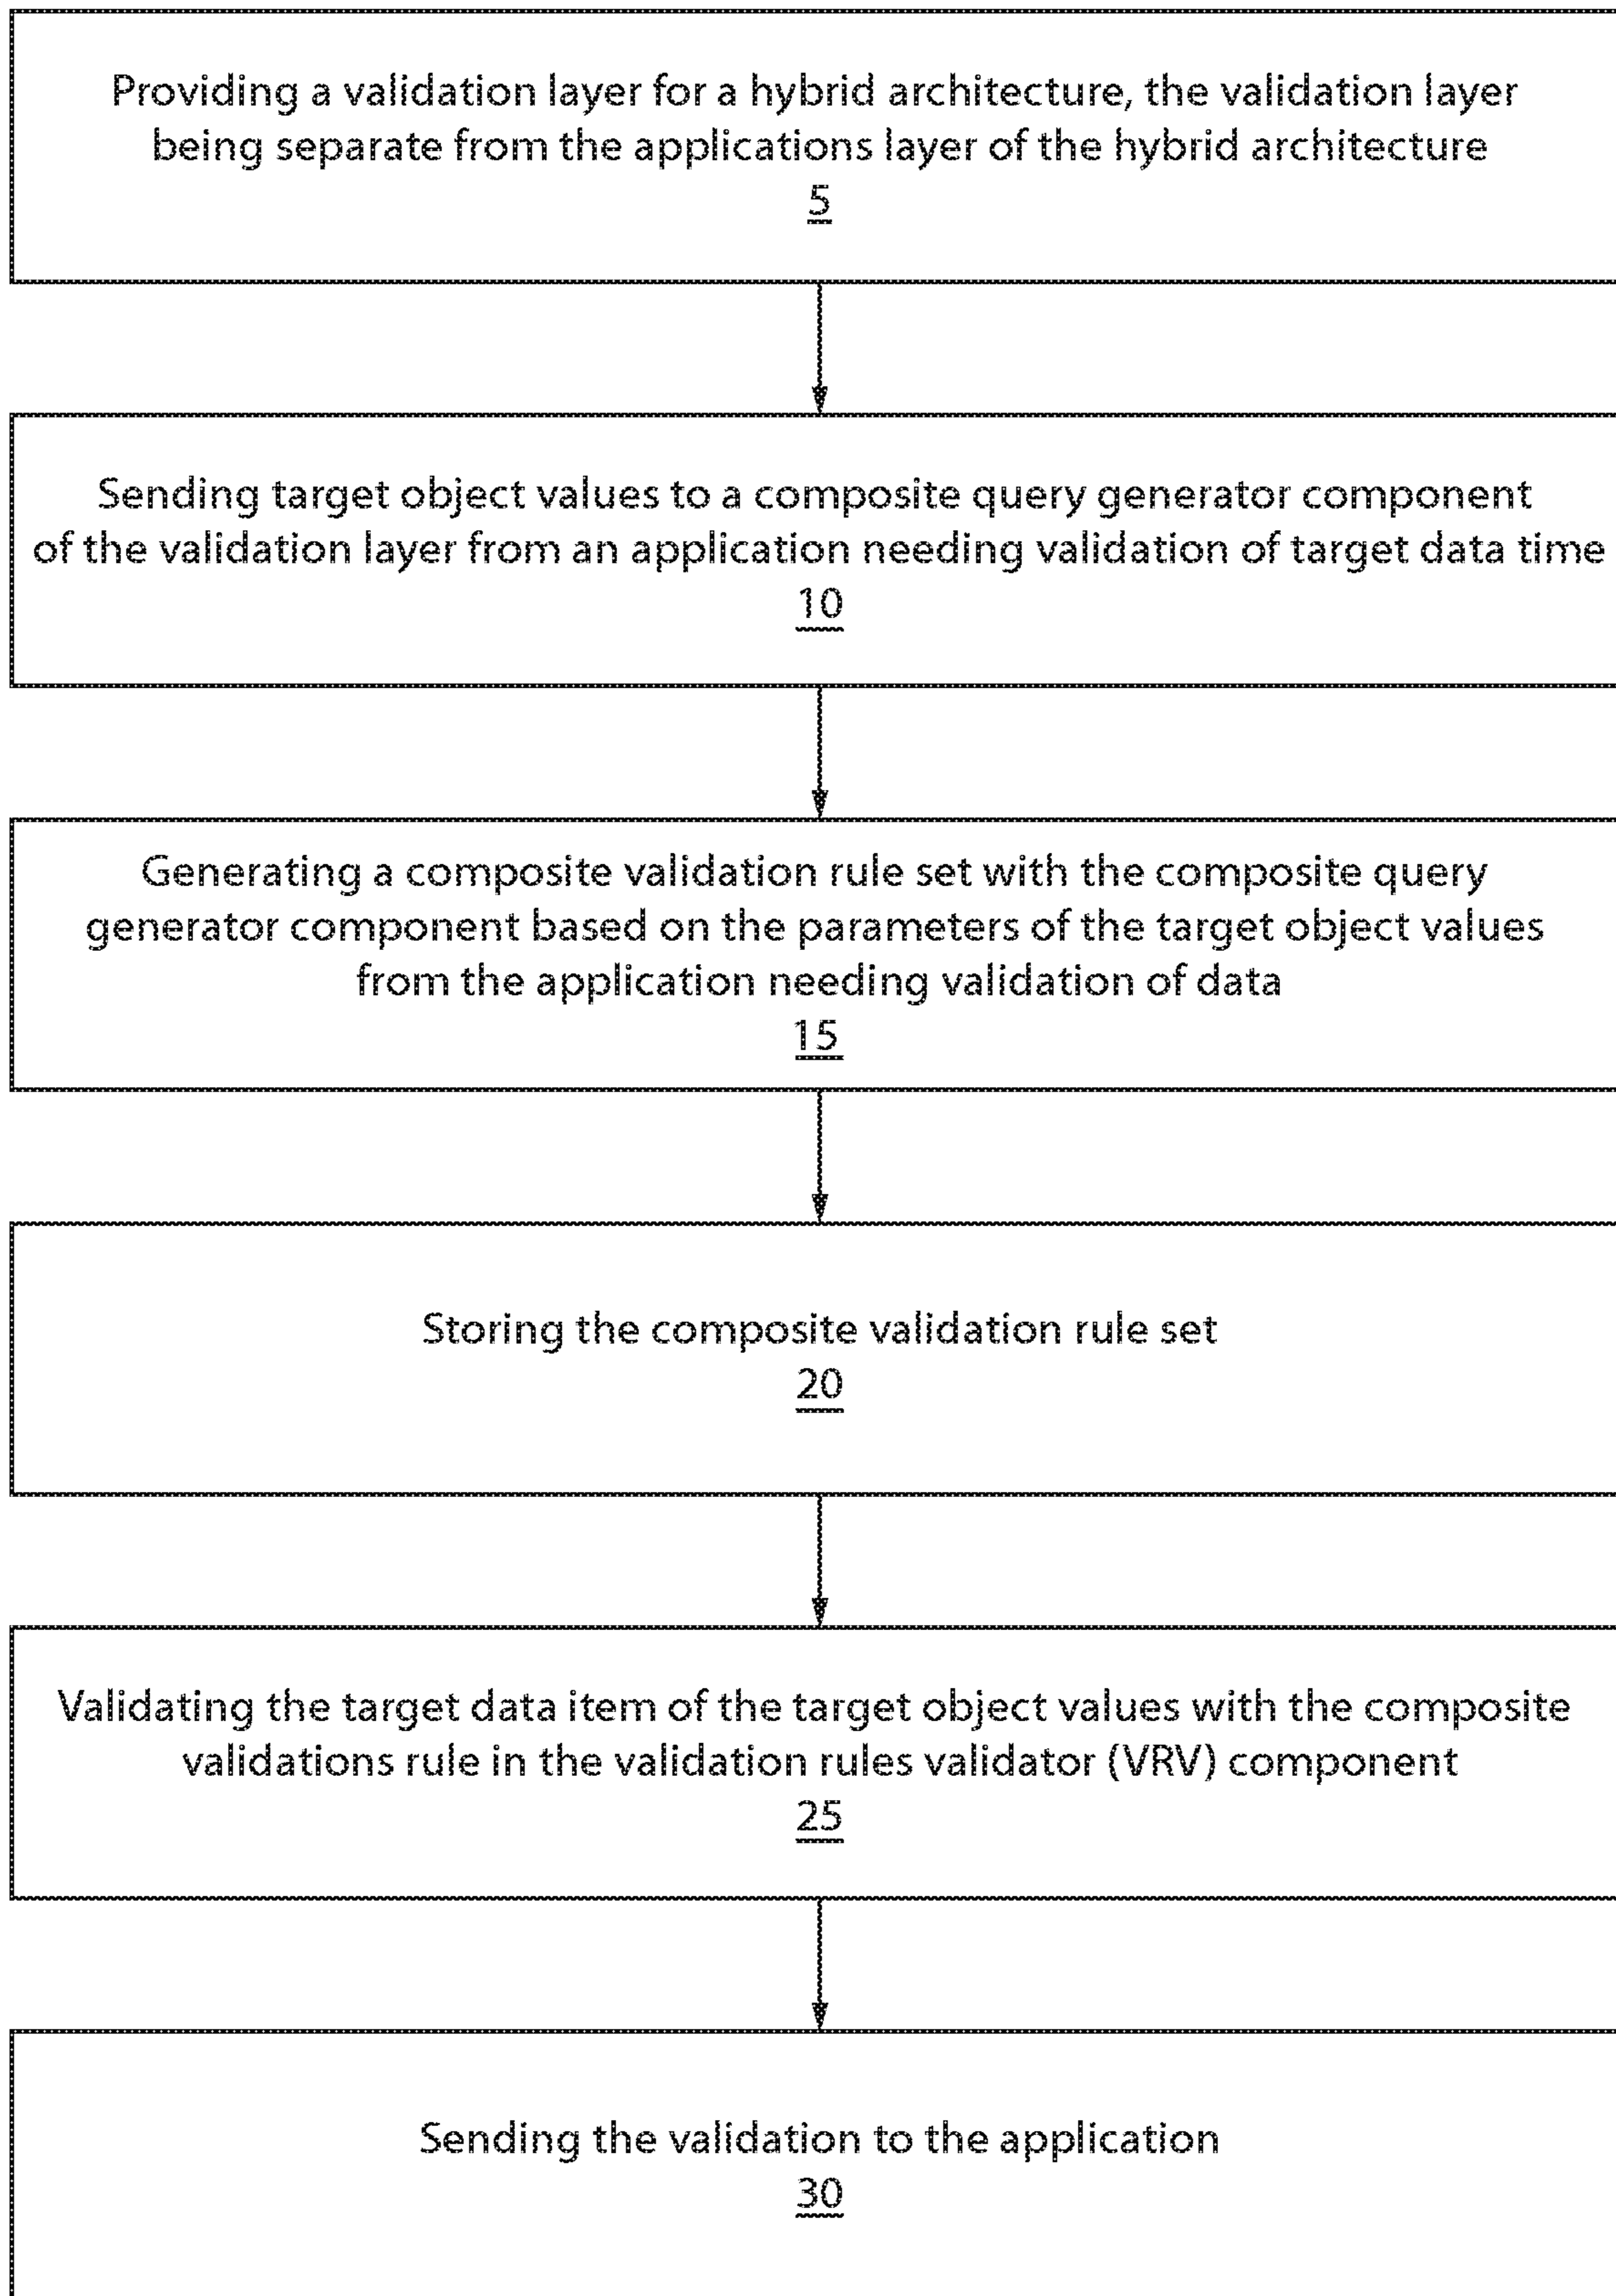 Providing a validation layer for a hybrid architecture, the validation layer
being separate from the applications layer of the hybrid architecture
5
Sending target object values to a composite query generator component
of the validation layer from an application needing validation of target data time
10
Generating a composite validation rule set with the composite query
generator component based on the parameters of the target object values
from the application needing validation of data
15
Storing the composite validation rule set
20
Validating the target data item of the target object values with the composite
validations rule in the validation rules validator (VRV) component
25
Sending the validation to the application
30